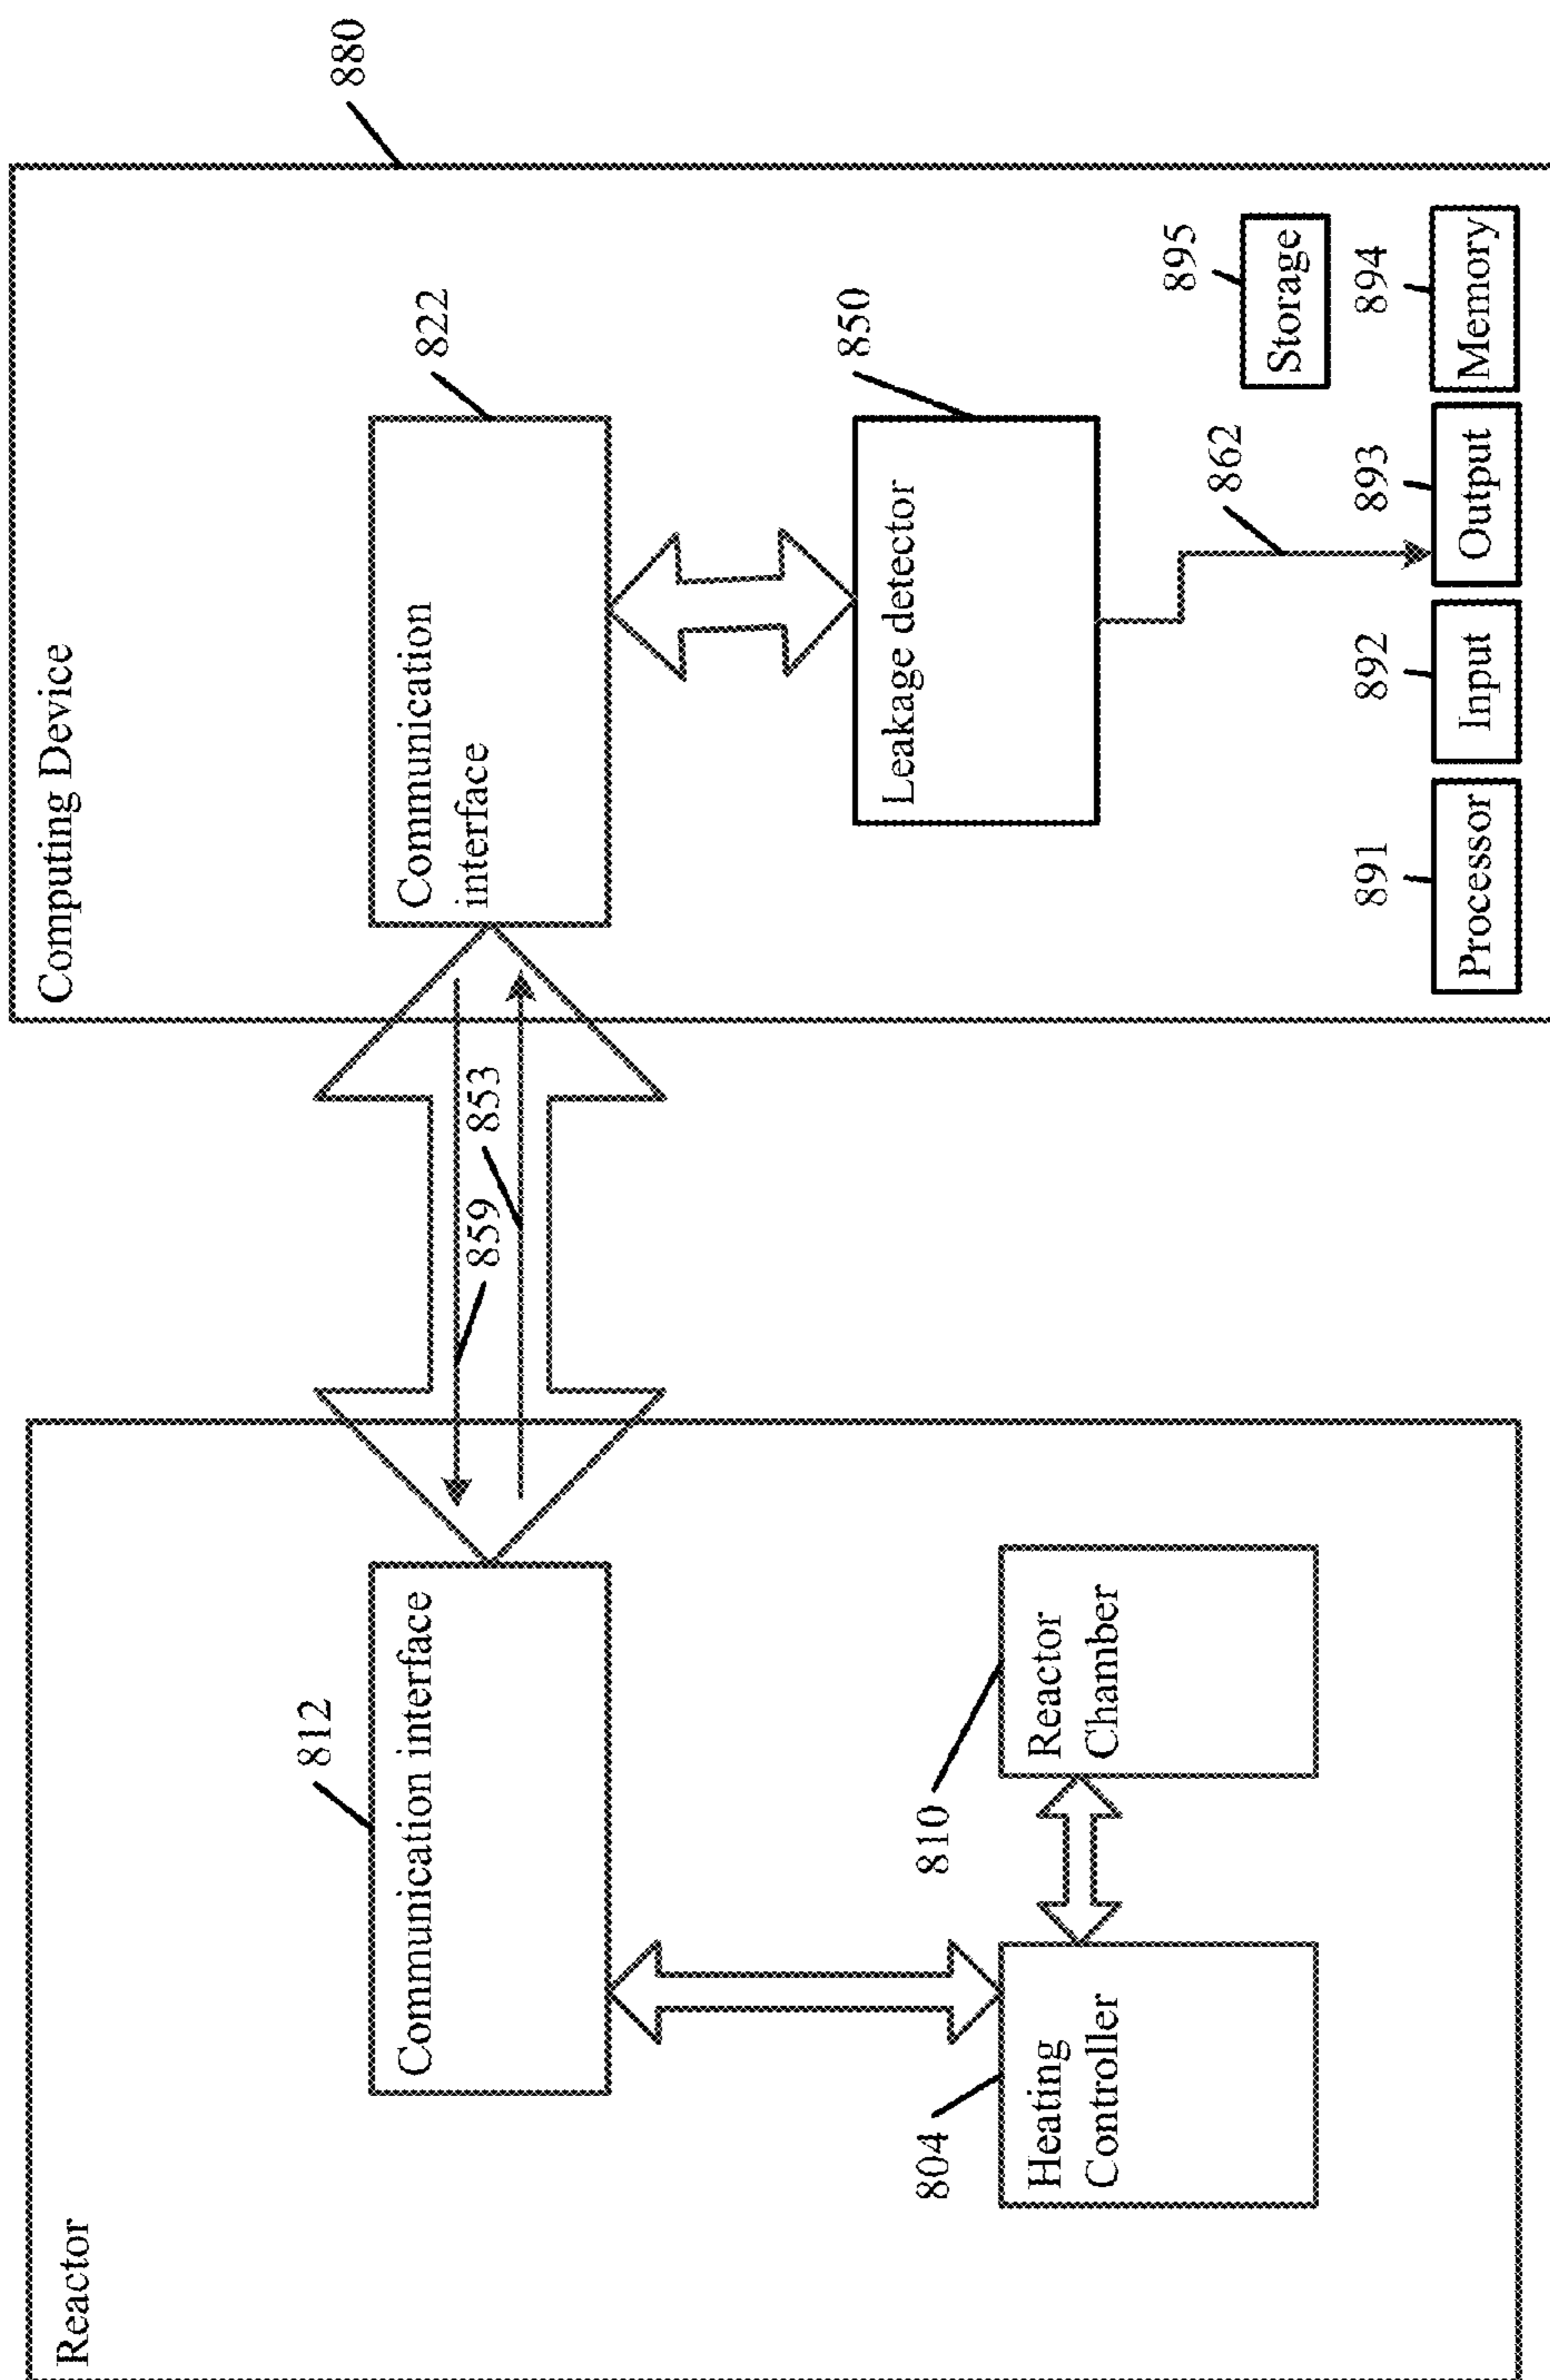 Reactor
812
Communication interface
804
Heating
Controller
810
Reactor
Chamber
859
853
Computing Device
880
822
Communication
interface
850
Leakage detector
862
895
Storage
891
892
893
894
Processor
Input
Output
Memory